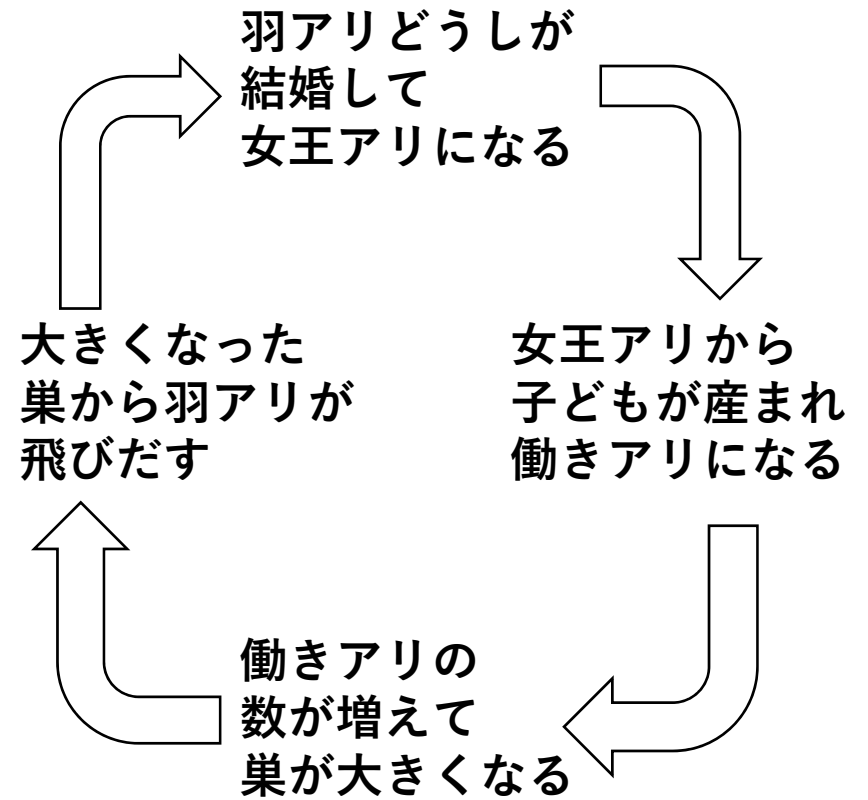 羽アリどうしが
結婚して
女王アリになる
女王アリから
子どもが産まれ
働きアリになる
働きアリの
数が増えて
巣が大きくなる
大きくなった
巣から羽アリが
飛びだす